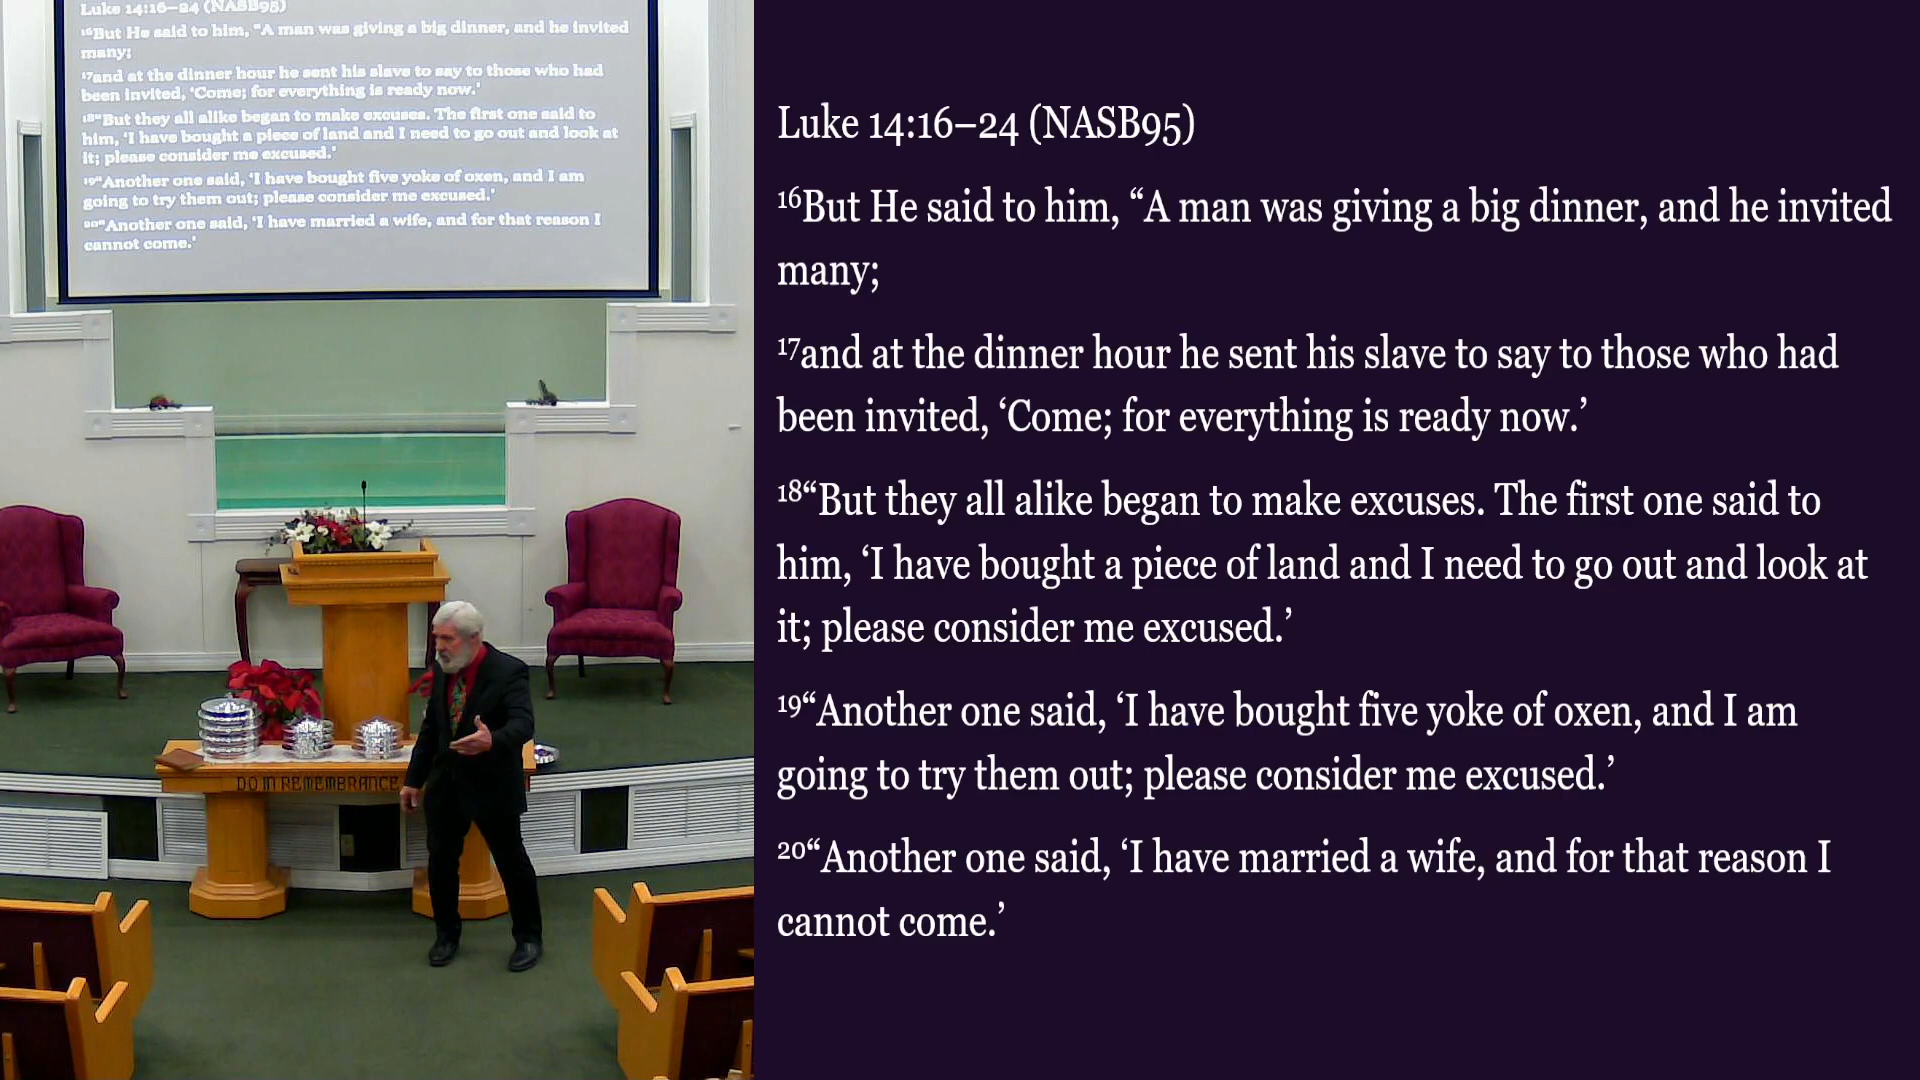 Luke 14:16–24 (NASB95)
16But He said to him, “A man was giving a big dinner, and he invited
many;
17and at the dinner hour he sent his slave to say to those who had
been invited, ‘Come; for everything is ready now.’
18“But they all alike began to make excuses. The first one said to
him, ‘I have bought a piece of land and I need to go out and look at
it; please consider me excused.’
19“Another one said, ‘I have bought five yoke of oxen, and I am
going to try them out; please consider me excused.’
20“Another one said, ‘I have married a wife, and for that reason I
cannot come.’
DO IN REMEMBRANCE
Luke 14:16–24 (NASB95)
16But He said to him, “A man was giving a big dinner, and he invited
many;
17and at the dinner hour he sent his slave to say to those who had
been invited, ‘Come; for everything is ready now.’
18“But they all alike began to make excuses. The first one said to
him, ‘I have bought a piece of land and I need to go out and look at
it; please consider me excused.’
19“Another one said, ‘I have bought five yoke of oxen, and I am
going to try them out; please consider me excused.’
20“Another one said, ‘I have married a wife, and for that reason I
cannot come.’